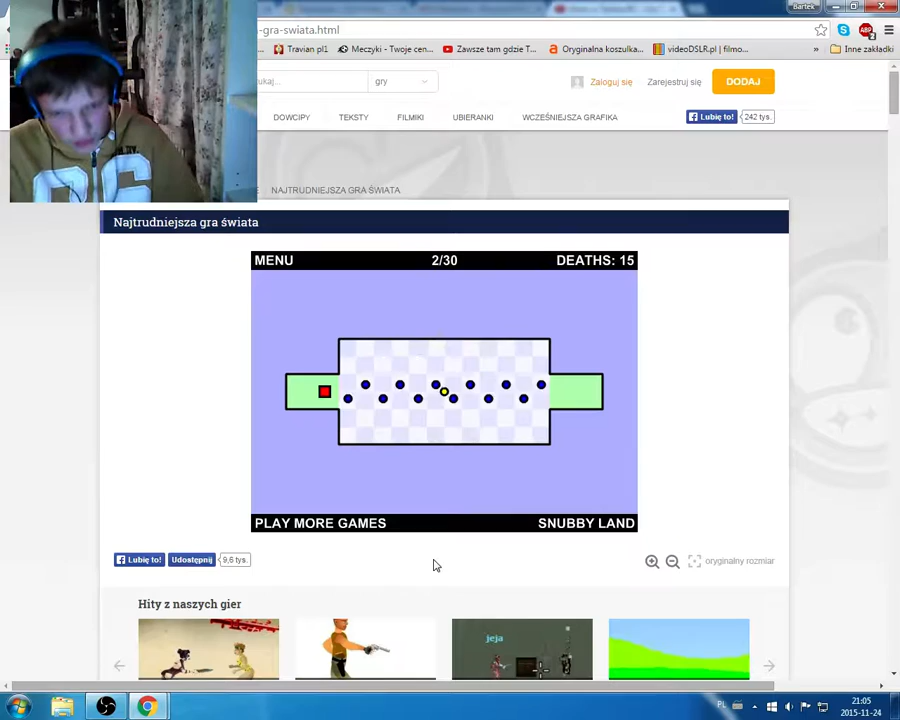 Bartek
-gra-swiata.html
Travian pl1
Meczyki - Twoje cen...
Zawsze tam gdzie T...
Oryginalna koszulka...
videoDSLR.pl | filmo...
»
Inne zakładki
ukaj...
gry
Zaloguj się
Zarejestruj się
DODAJ
DOWCIPY
TEKSTY
FILMIKI
UBIERANKI
WCZEŚNIEJSZA GRAFIKA
Lubię to!
242 tys.
NAJTRUDNIEJSZA GRA ŚWIATA
Najtrudniejsza gra świata
MENU
2/30
DEATHS: 15
PLAY MORE GAMES
SNUBBY LAND
Lubię to!
Udostępnij
9,6 tys.
oryginalny rozmiar
Hity z naszych gier
jeja
PL
21:05
2015-11-24